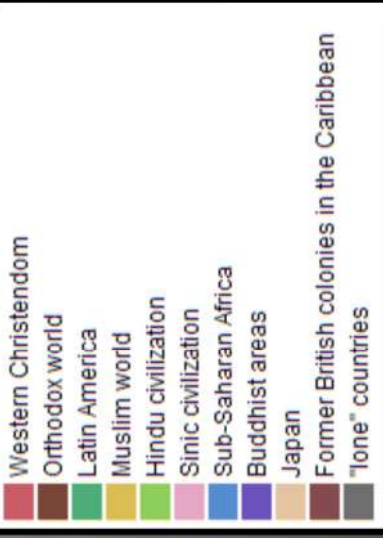 Western Christendom
Orthodox world
Latin America
Muslim world
Hindu civilization
Sinic civilization
Sub-Saharan Africa
Buddhist areas
Japan
Former British colonies in the Caribbean
"lone" countries